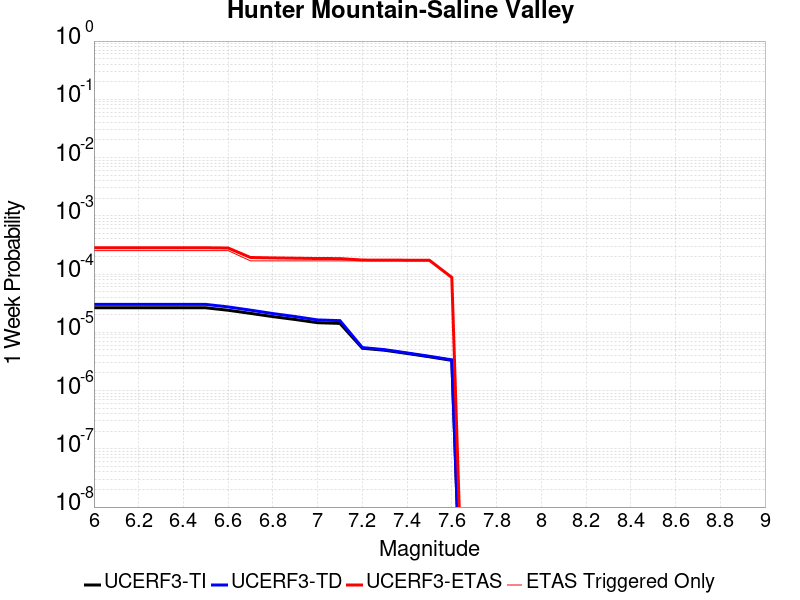 Hunter Mountain-Saline Valley
10^0
10^-1
10^-2
10^-3
10^-4
10^-5
10^-6
10^-7
10^-8
1 Week Probability
6 6.2 6.4 6.6 6.8 7 7.2 7.4 7.6 7.8 8 8.2 8.4 8.6 8.8 9
Magnitude
UCERF3-TI UCERF3-TD UCERF3-ETAS ETAS Triggered Only